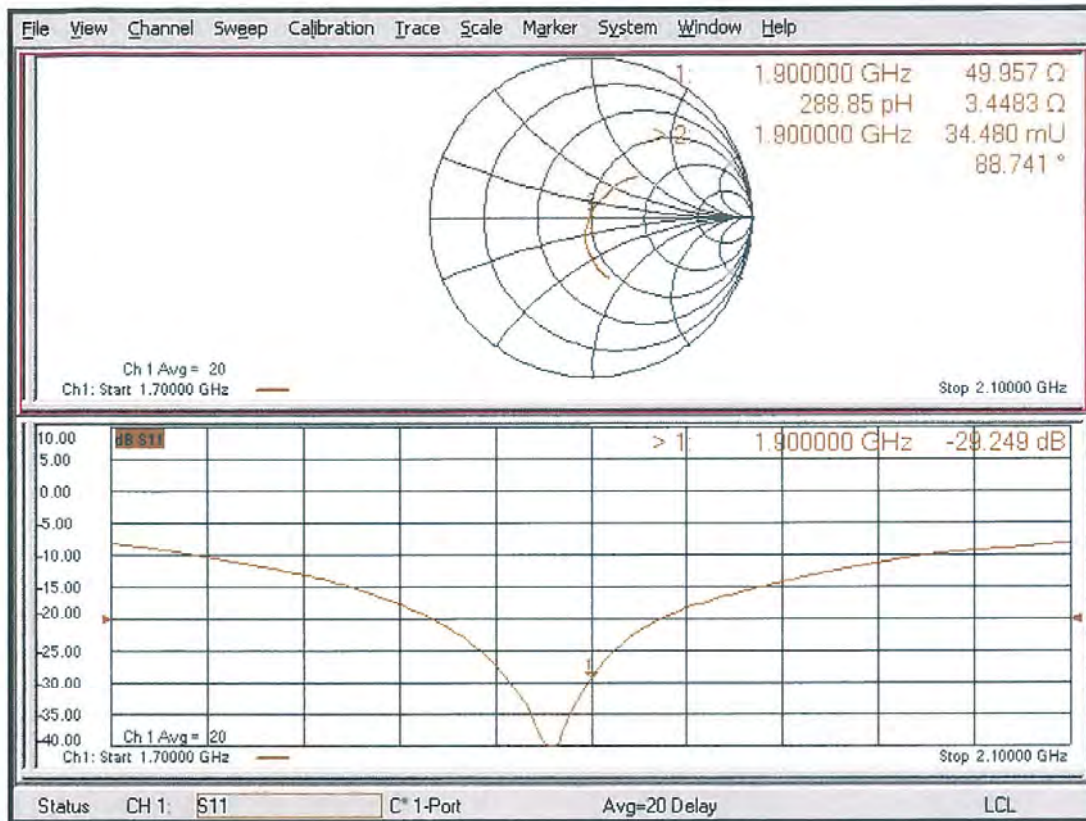 File View Channel Sweep Calibration Trace Scale Marker System Window Help
1: 1.900000 GHz 49.957 Ω
288.85 pH 3.4483 Ω
> 2: 1.900000 GHz 34.480 mU
88.741 °
Ch 1 Avg = 20
Ch1: Start 1.70000 GHz
Stop 2.10000 GHz
10.00
dB S11
> 1: 1.900000 GHz -29.249 dB
5.00
0.00
-5.00
-10.00
-15.00
-20.00
-25.00
-30.00
1
-35.00
-40.00
Ch 1 Avg = 20
Ch1: Start 1.70000 GHz
Stop 2.10000 GHz
Status CH 1: S11 C* 1-Port Avg=20 Delay LCL